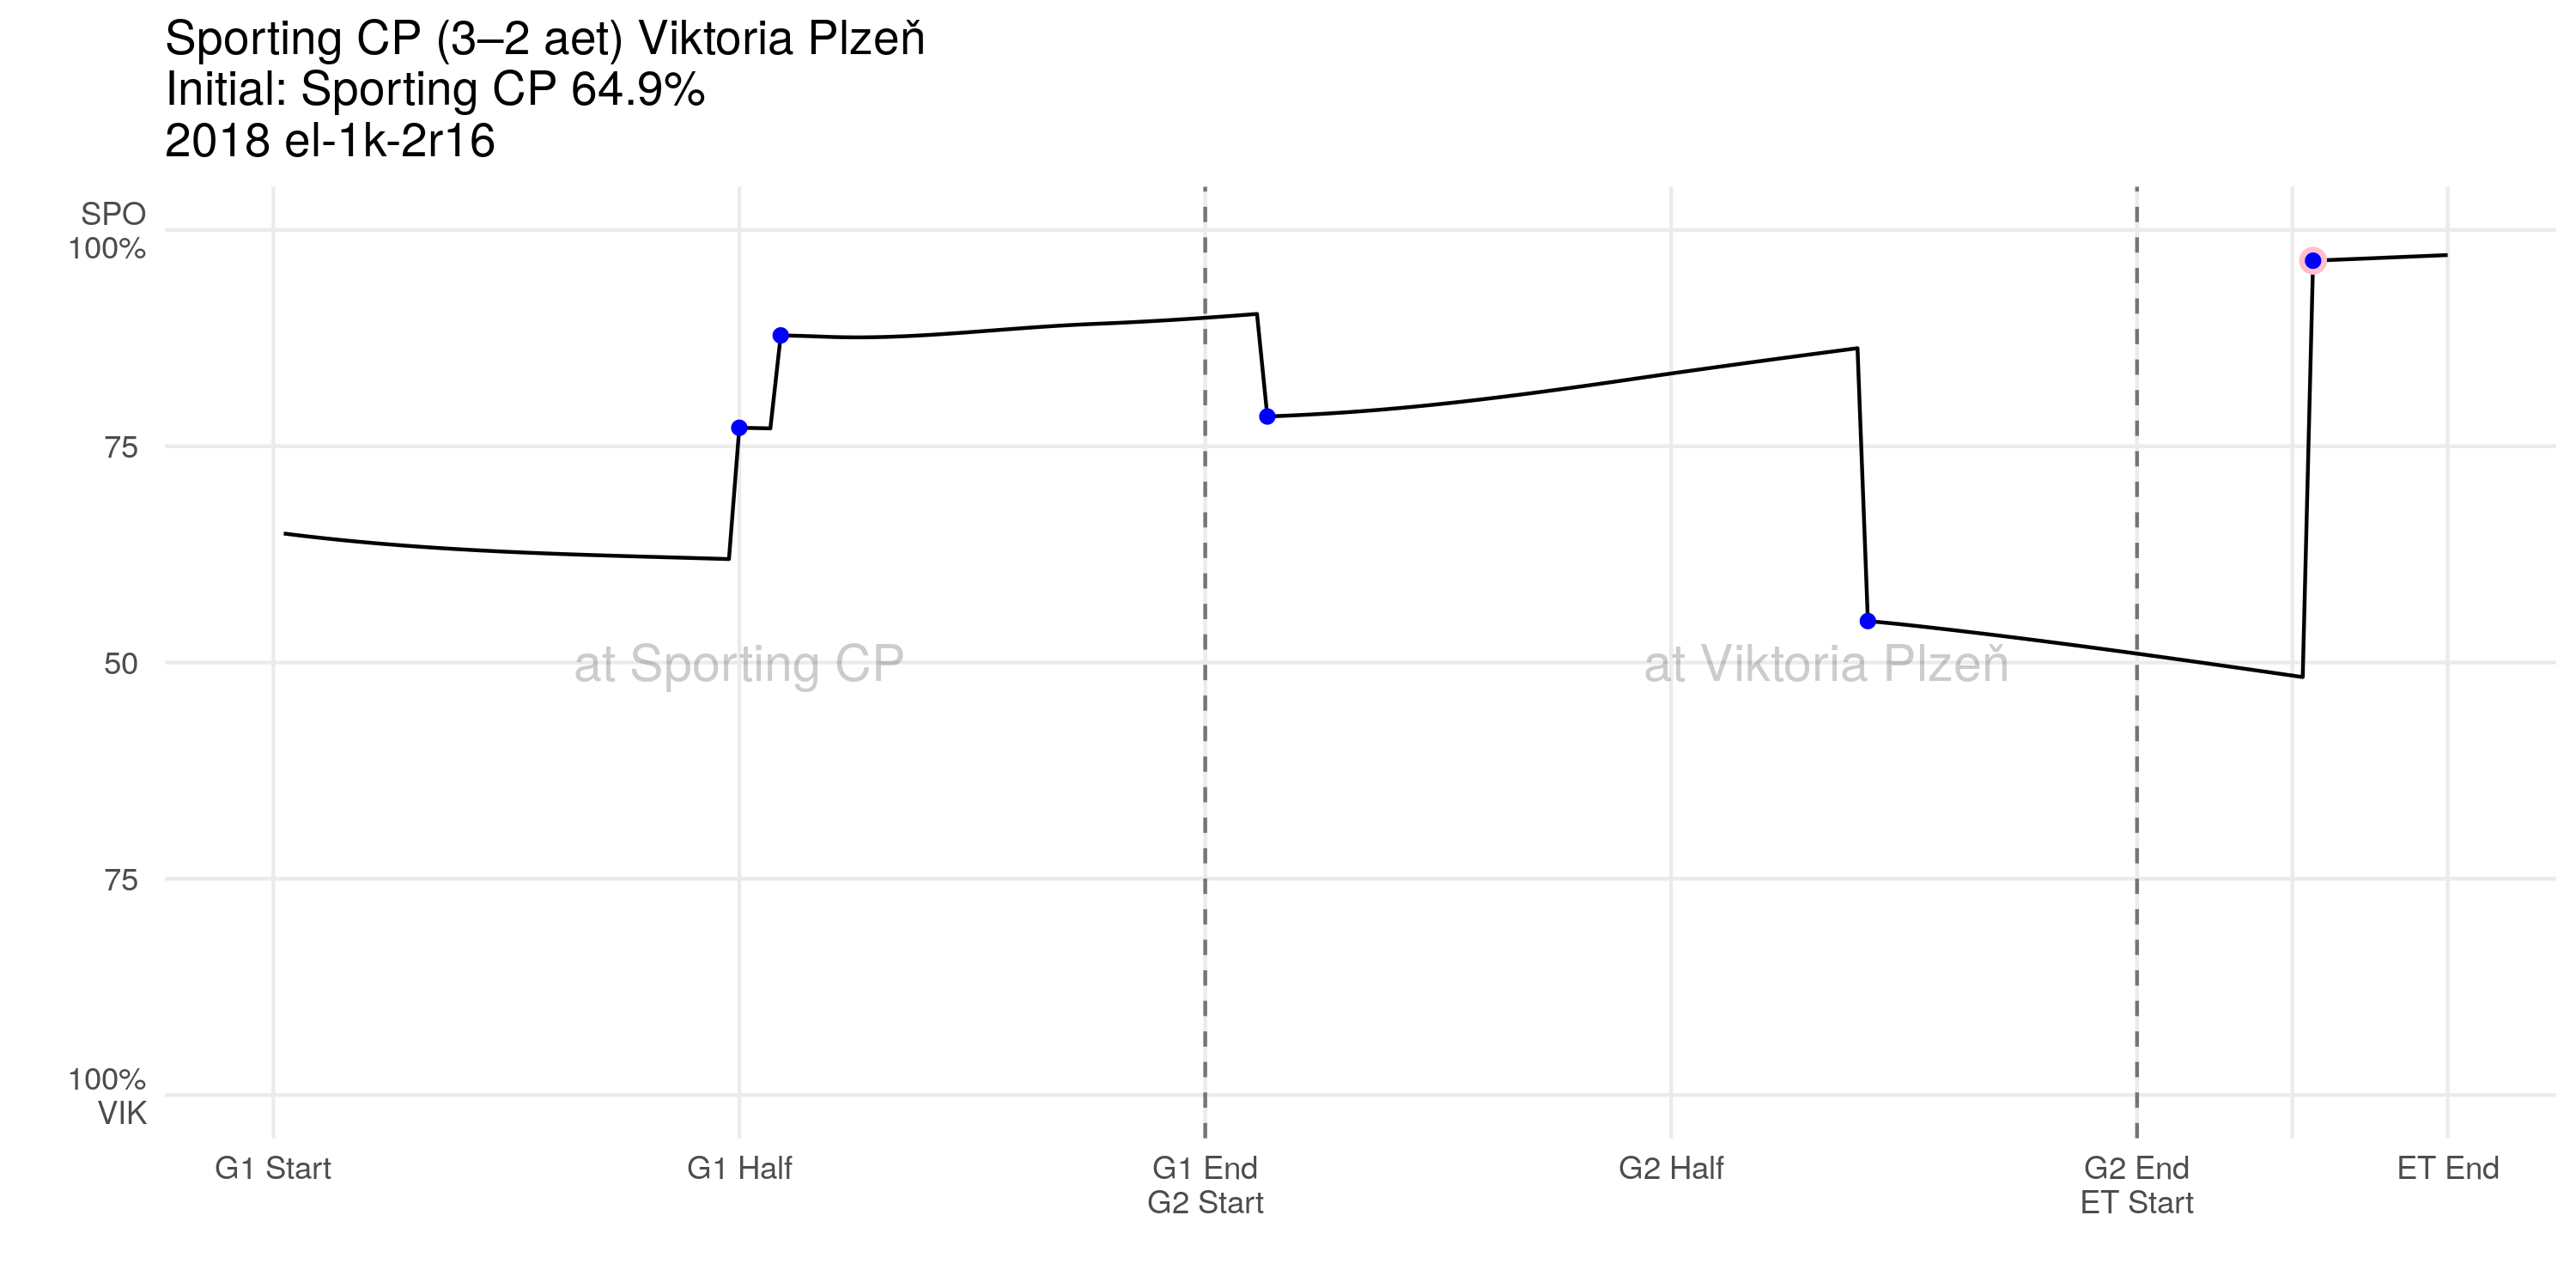 Sporting CP (3–2 aet) Viktoria Plzeň
Initial: Sporting CP 64.9%
2018 el-1k-2r16
SPO
100%
75
50
75
100%
VIK
at Sporting CP
at Viktoria Plzeň
G1 Start
G1 Half
G1 End
G2 Start
G2 Half
G2 End
ET Start
ET End